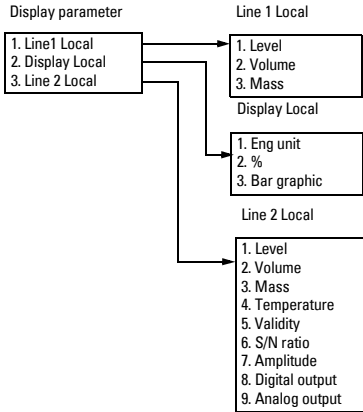 Display parameter
1. Line1 Local
2. Display Local
3. Line 2 Local
Line 1 Local
1. Level
2. Volume
3. Mass
Display Local
1. Eng unit
2. %
3. Bar graphic
Line 2 Local
1. Level
2. Volume
3. Mass
4. Temperature
5. Validity
6. S/N ratio
7. Amplitude
8. Digital output
9. Analog output